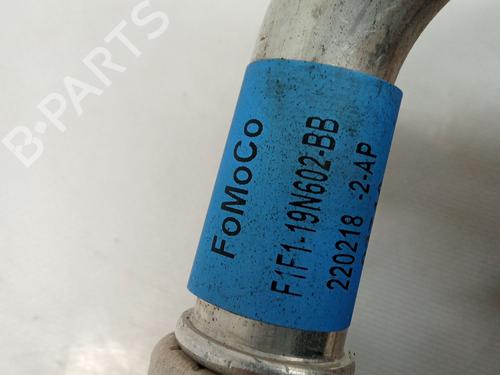 B-PARTS
FoMoCo
F1F1-19N602-BB
220218 -2-AP